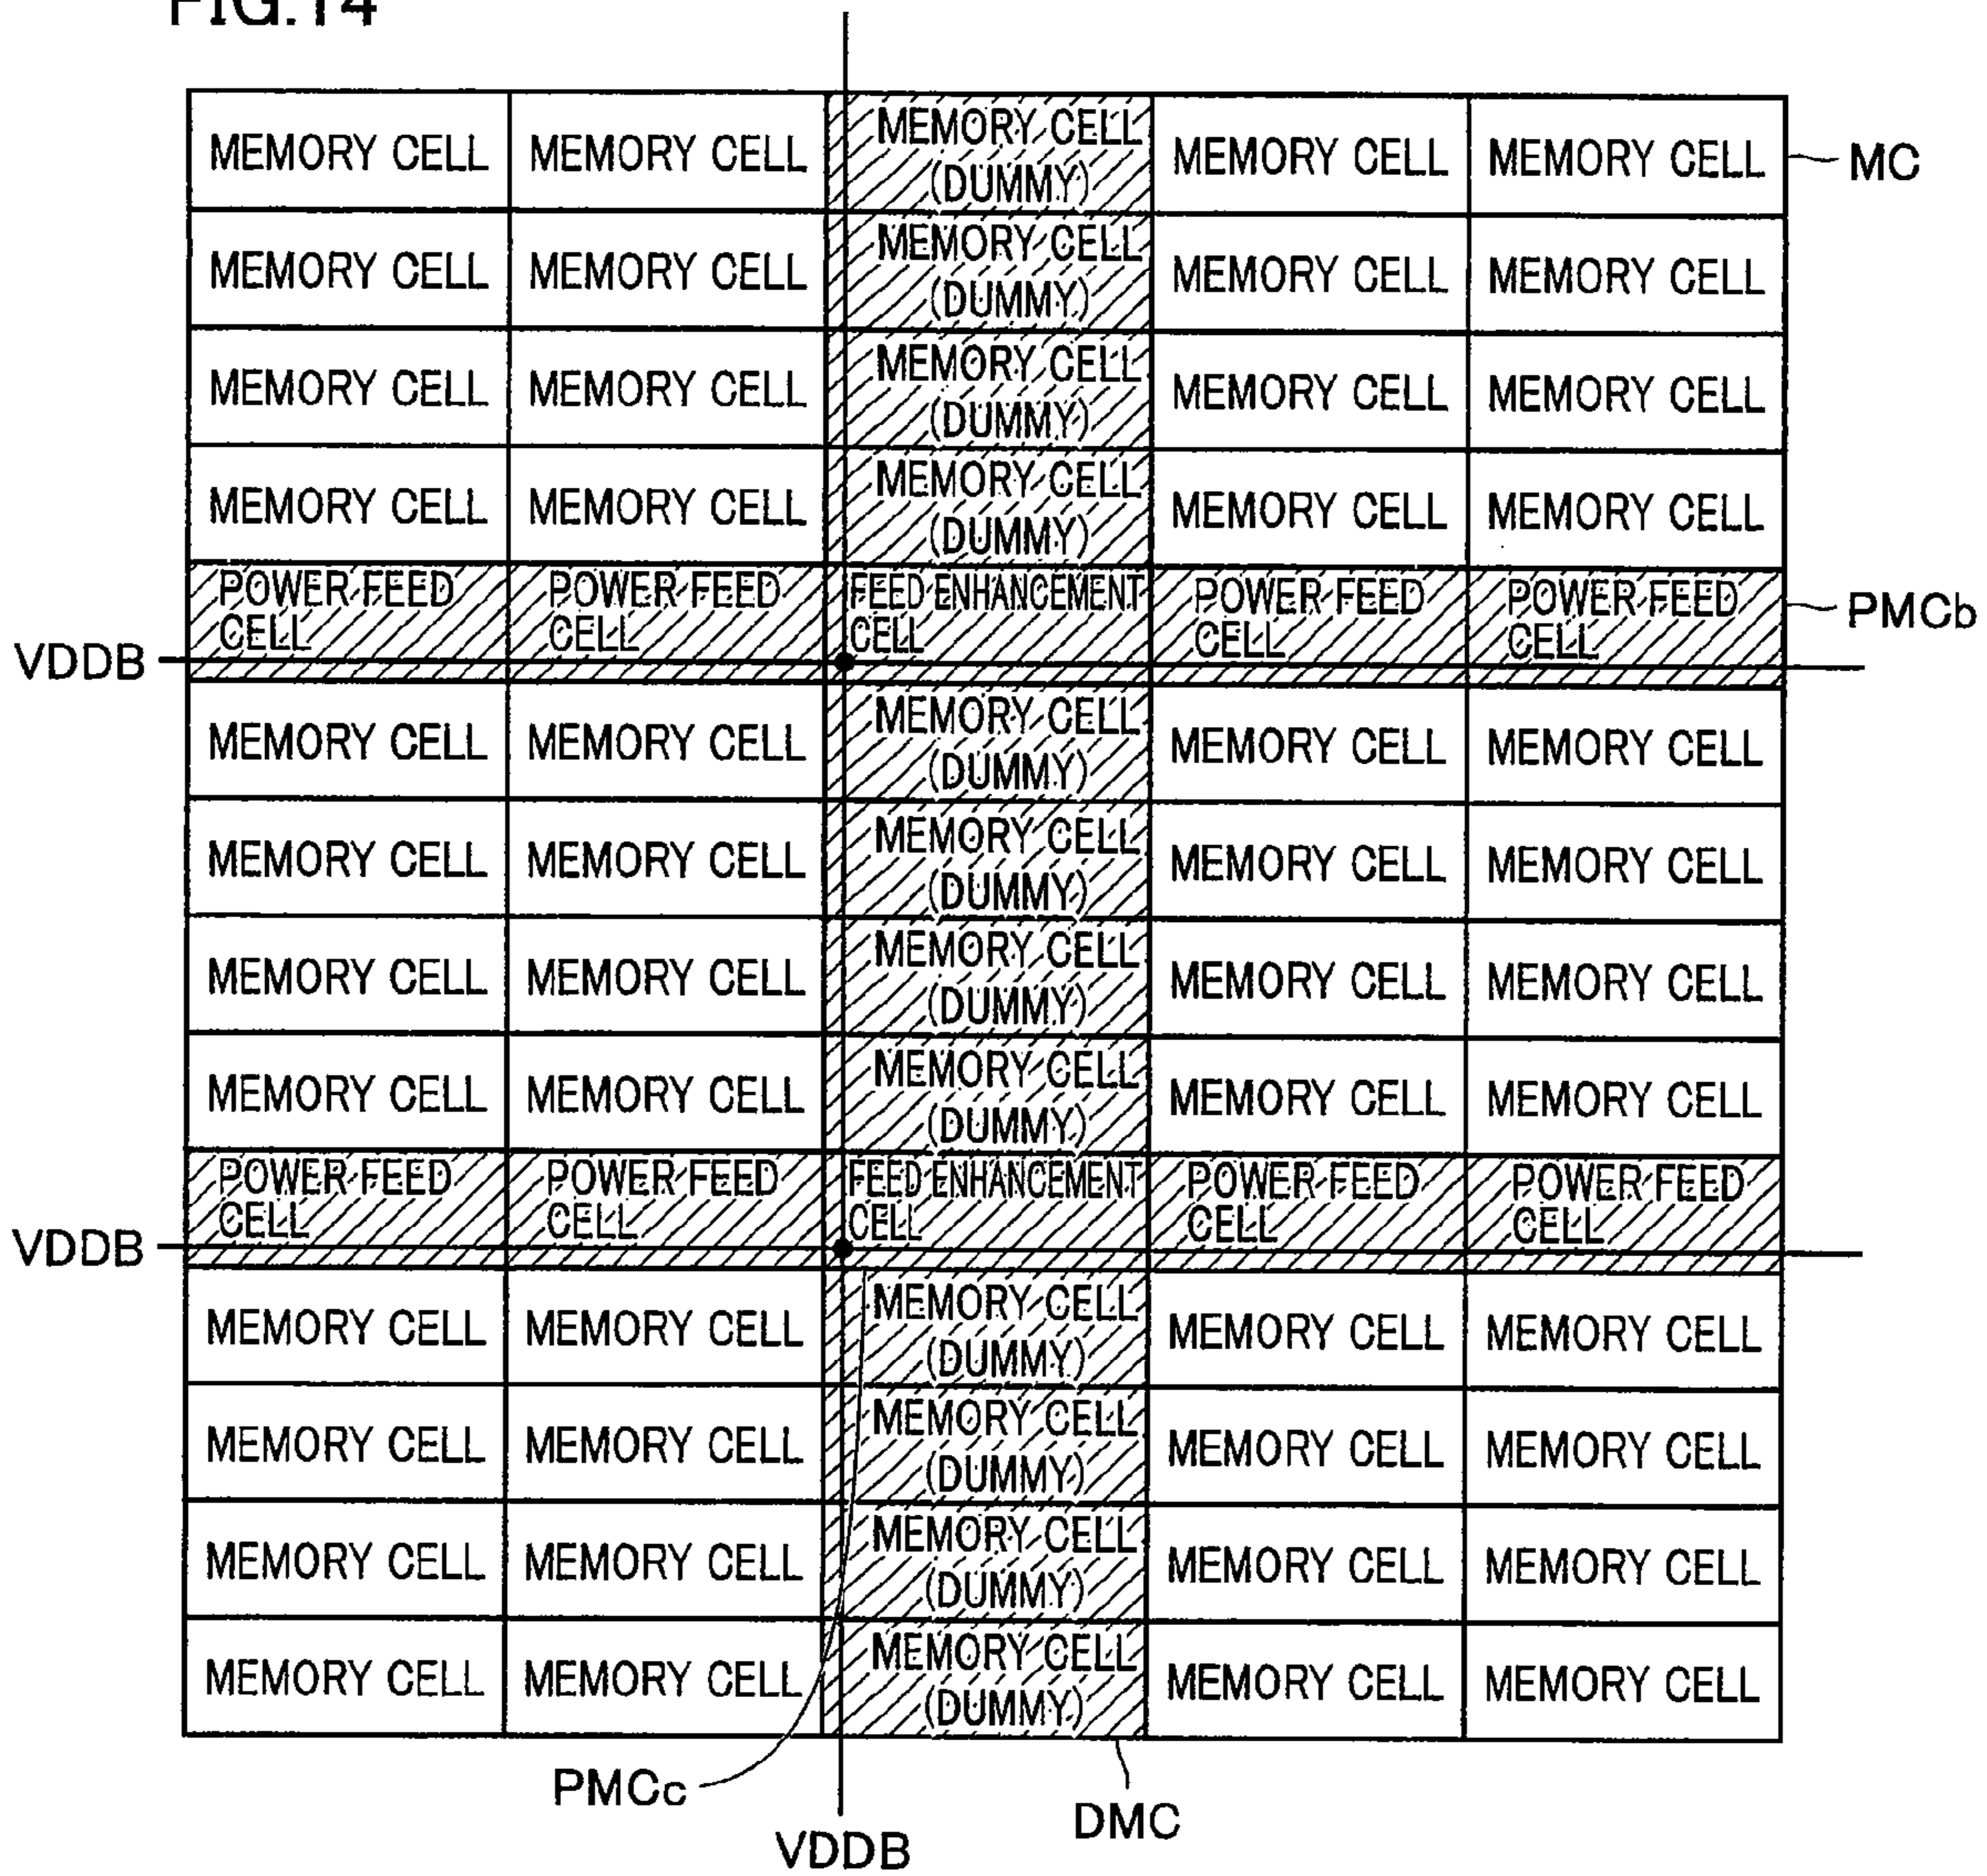 FIG.14
MEMORY CELL MEMORY CELL MEMORY CELL (DUMMY) MEMORY CELL MEMORY CELL MC
MEMORY CELL MEMORY CELL MEMORY CELL (DUMMY) MEMORY CELL MEMORY CELL
MEMORY CELL MEMORY CELL MEMORY CELL (DUMMY) MEMORY CELL MEMORY CELL
MEMORY CELL MEMORY CELL MEMORY CELL (DUMMY) MEMORY CELL MEMORY CELL
POWER FEED CELL POWER FEED CELL FEED ENHANCEMENT CELL POWER FEED CELL POWER FEED CELL PMCb
VDDB
MEMORY CELL MEMORY CELL MEMORY CELL (DUMMY) MEMORY CELL MEMORY CELL
MEMORY CELL MEMORY CELL MEMORY CELL (DUMMY) MEMORY CELL MEMORY CELL
MEMORY CELL MEMORY CELL MEMORY CELL (DUMMY) MEMORY CELL MEMORY CELL
MEMORY CELL MEMORY CELL MEMORY CELL (DUMMY) MEMORY CELL MEMORY CELL
POWER FEED CELL POWER FEED CELL FEED ENHANCEMENT CELL POWER FEED CELL POWER FEED CELL
VDDB
MEMORY CELL MEMORY CELL MEMORY CELL (DUMMY) MEMORY CELL MEMORY CELL
MEMORY CELL MEMORY CELL MEMORY CELL (DUMMY) MEMORY CELL MEMORY CELL
MEMORY CELL MEMORY CELL MEMORY CELL (DUMMY) MEMORY CELL MEMORY CELL
MEMORY CELL MEMORY CELL MEMORY CELL (DUMMY) MEMORY CELL MEMORY CELL
PMCc
DMC
VDDB